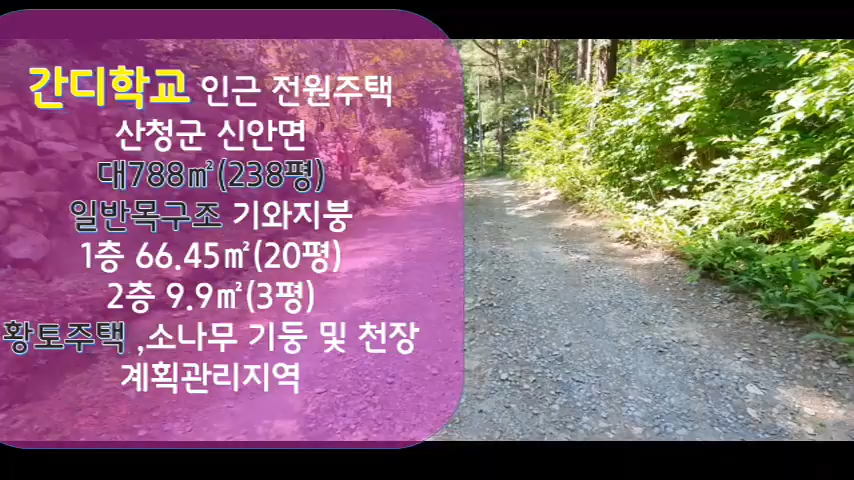 간디학교 인근 전원주택
산청군 신안면
대788㎡(238평)
일반목구조 기와지붕
1층 66.45㎡(20평)
2층 9.9㎡(3평)
황토주택 ,소나무 기둥 및 천장
계획관리지역